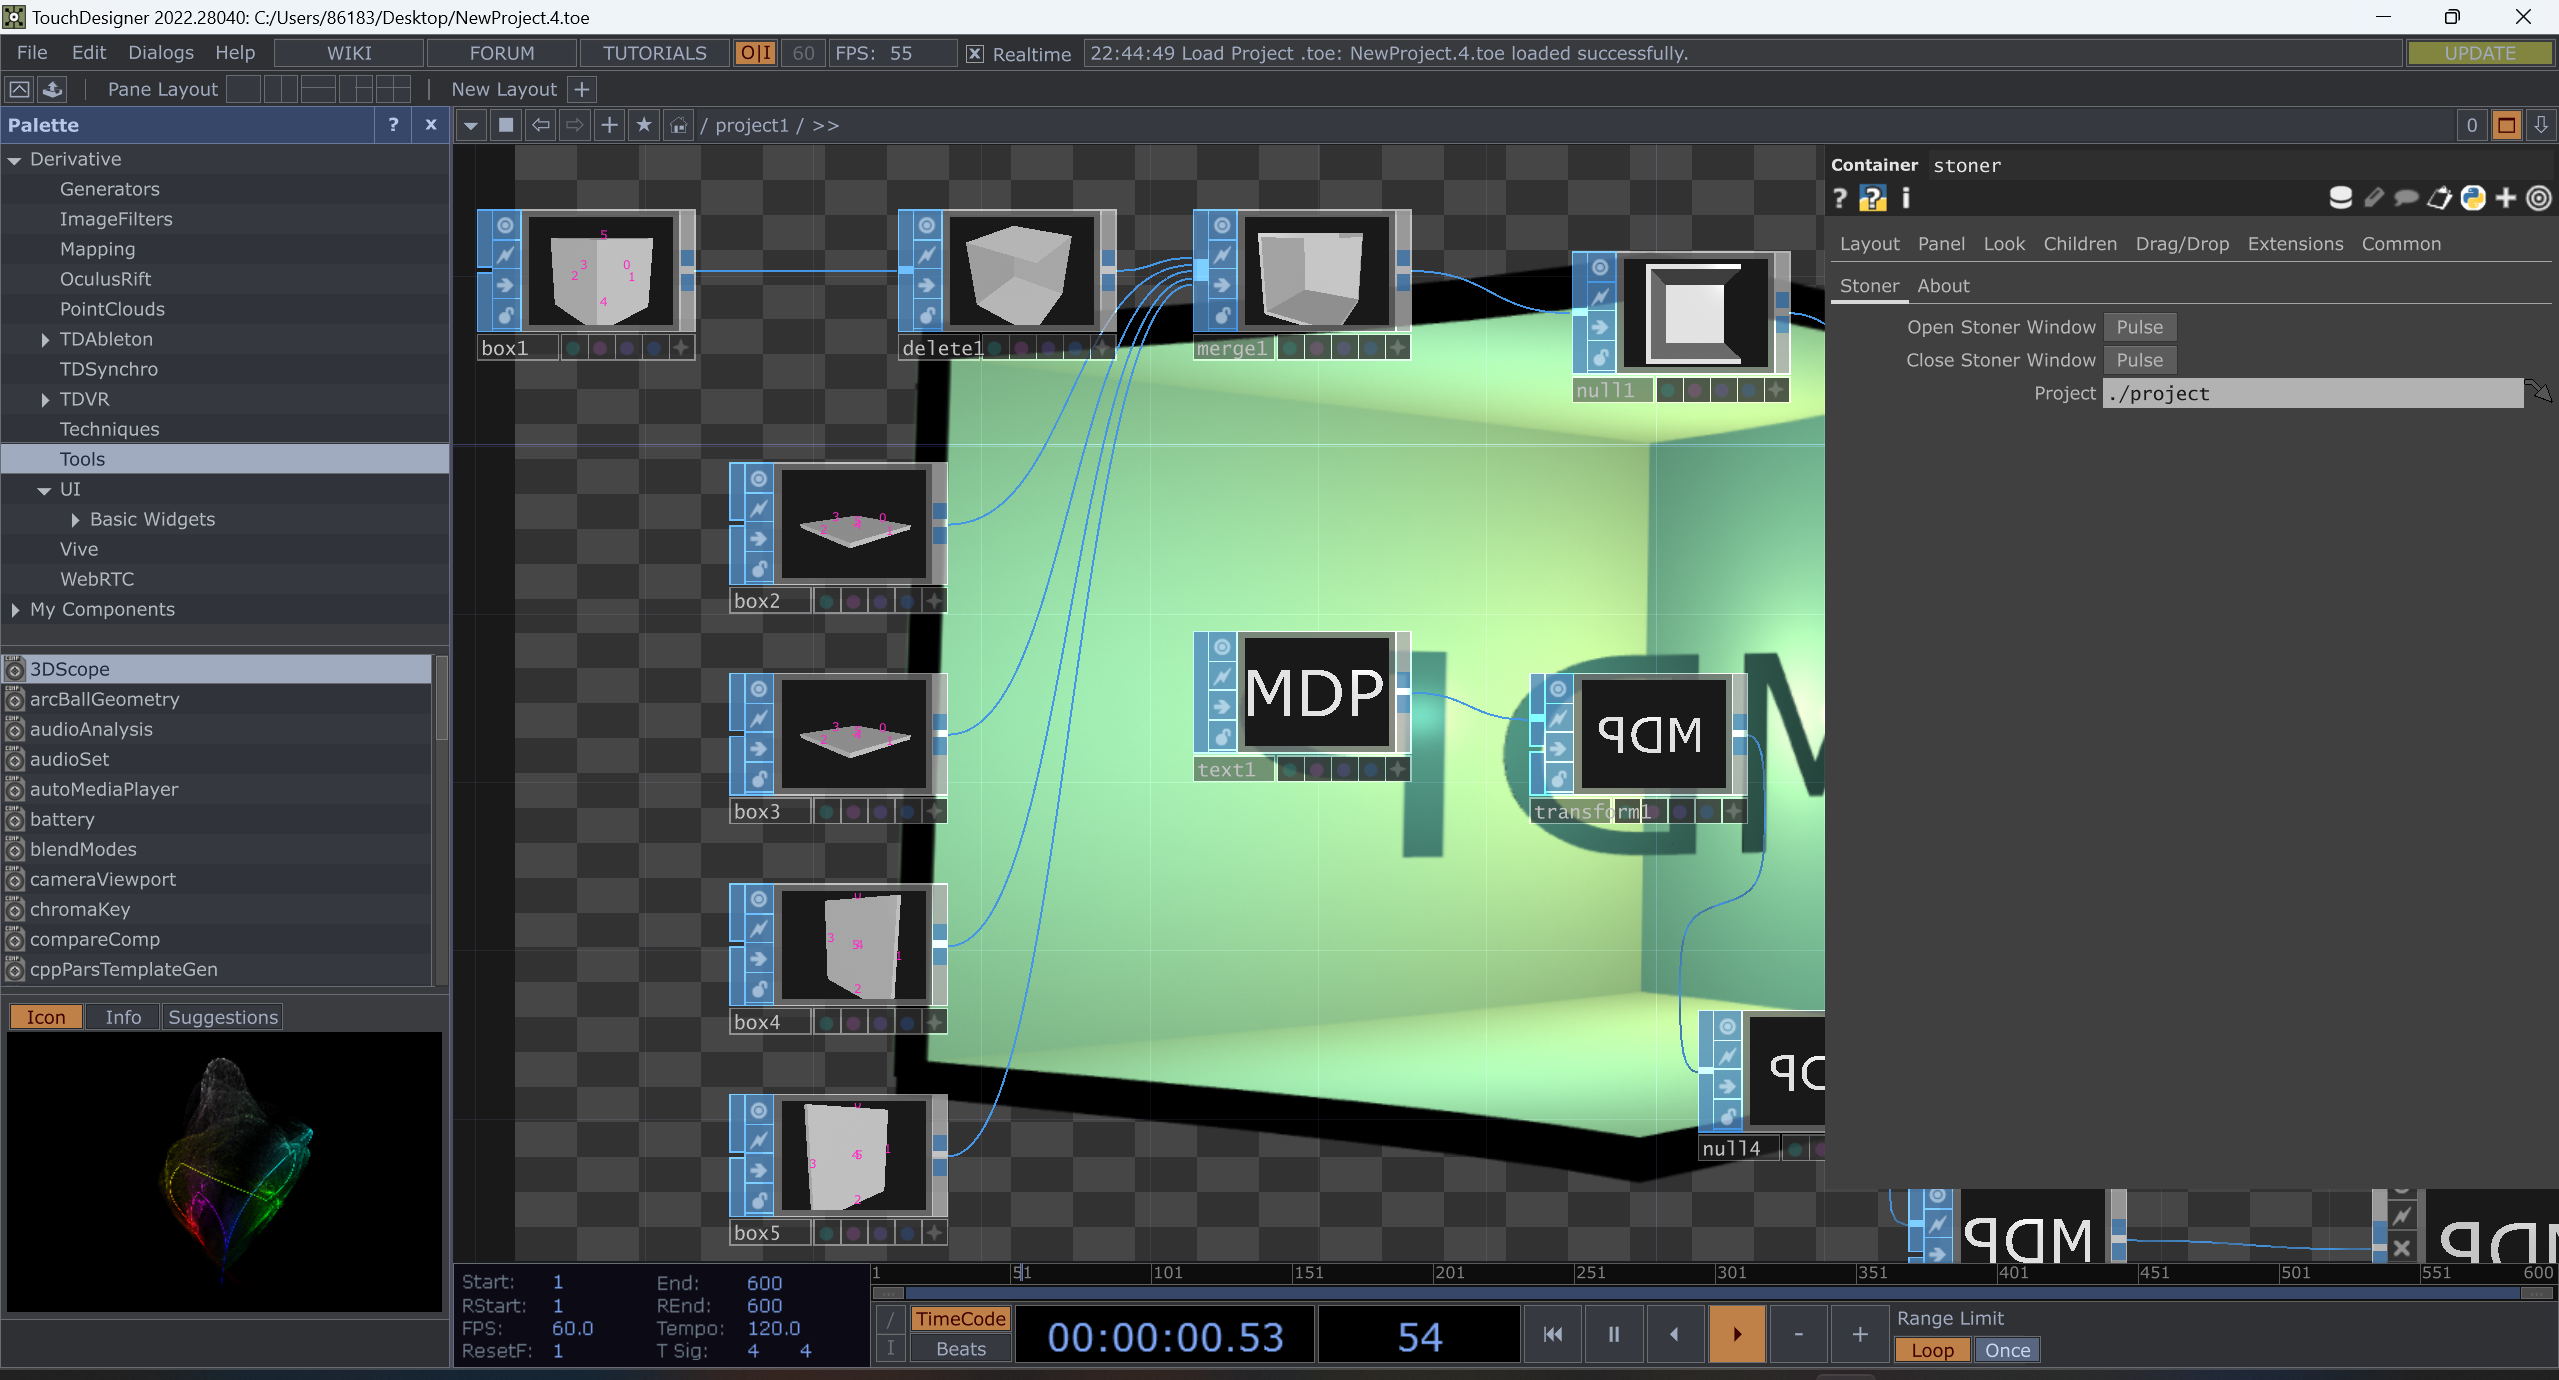 TouchDesigner 2022.28040: C:/Users/86183/Desktop/NewProject.4.toe
File Edit Dialogs Help WIKI FORUM TUTORIALS O|I 60 FPS: 55 Realtime 22:44:49 Load Project .toe: NewProject.4.toe loaded successfully. UPDATE
Pane Layout New Layout +
Palette ? x / project1 / >> 0
Derivative
Generators
ImageFilters
Mapping
OculusRift
PointClouds
TDAbleton
TDSynchro
TDVR
Techniques
Tools
UI
Basic Widgets
Vive
WebRTC
My Components
3DScope
arcBallGeometry
audioAnalysis
audioSet
autoMediaPlayer
battery
blendModes
cameraViewport
chromaKey
compareComp
cppParsTemplateGen
Icon Info Suggestions
box1
delete1
merge1
null1
box2
box3
box4
box5
MDP
text1
MDP
transform1
null4
MDP
Container stoner
? ? i
Layout Panel Look Children Drag/Drop Extensions Common
Stoner About
Open Stoner Window Pulse
Close Stoner Window Pulse
Project ./project
1 51 101 151 201 251 301 351 401 451 501 551 600
Start: 1 End: 600
RStart: 1 REnd: 600
FPS: 60.0 Tempo: 120.0
ResetF: 1 T Sig: 4 4
/ TimeCode
I Beats
00:00:00.53 54
- +
Range Limit
Loop Once